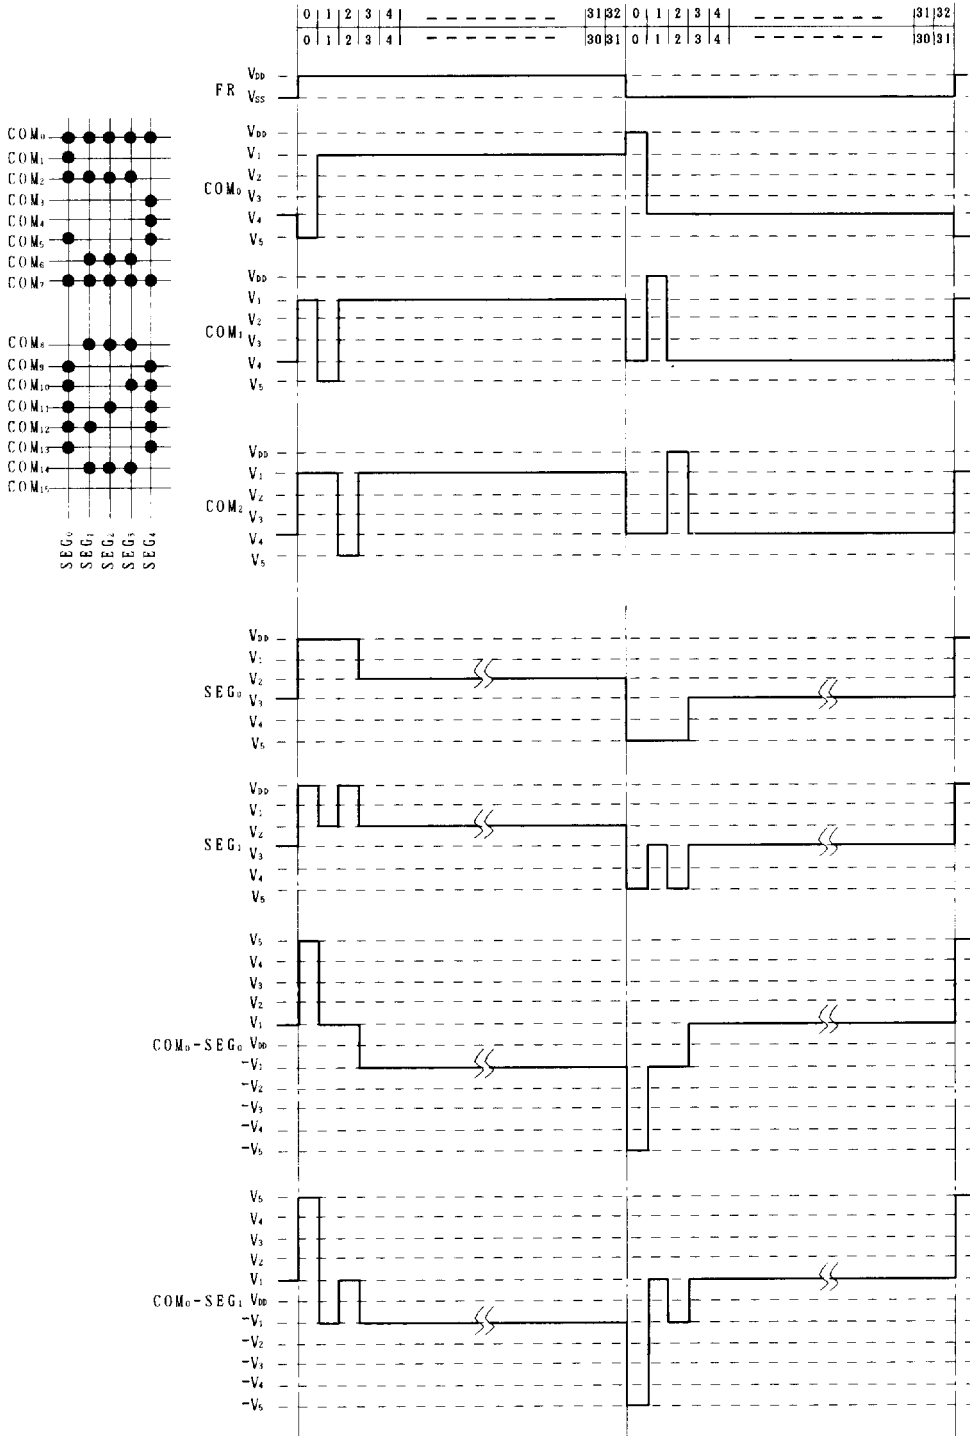 0 1 2 3 4 31 32 0 1 2 3 4 31 32
0 1 2 3 4 30 31 0 1 2 3 4 30 31
FR
VDD
VSS
COM0
COM1
COM2
COM3
COM4
COM5
COM6
COM7
COM8
COM9
COM10
COM11
COM12
COM13
COM14
COM15
SEG0
SEG1
SEG2
SEG3
SEG4
COM0
VDD
V1
V2
V3
V4
V5
COM1
VDD
V1
V2
V3
V4
V5
COM2
VDD
V1
V2
V3
V4
V5
SEG0
VDD
V1
V2
V3
V4
V5
SEG1
VDD
V1
V2
V3
V4
V5
COM0-SEG0
V5
V4
V3
V2
V1
VDD
-V1
-V2
-V3
-V4
-V5
COM0-SEG1
V5
V4
V3
V2
V1
VDD
-V1
-V2
-V3
-V4
-V5